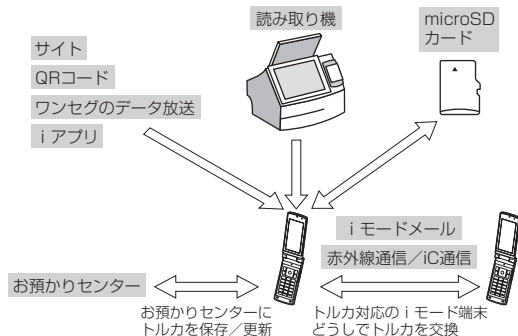 読み取り機
microSD
カード
サイト
QRコード
ワンセグのデータ放送
iアプリ
iモードメール
赤外線通信／iC通信
お預かりセンター
お預かりセンターに
トルカを保存／更新
トルカ対応のiモード端末
どうしでトルカを交換